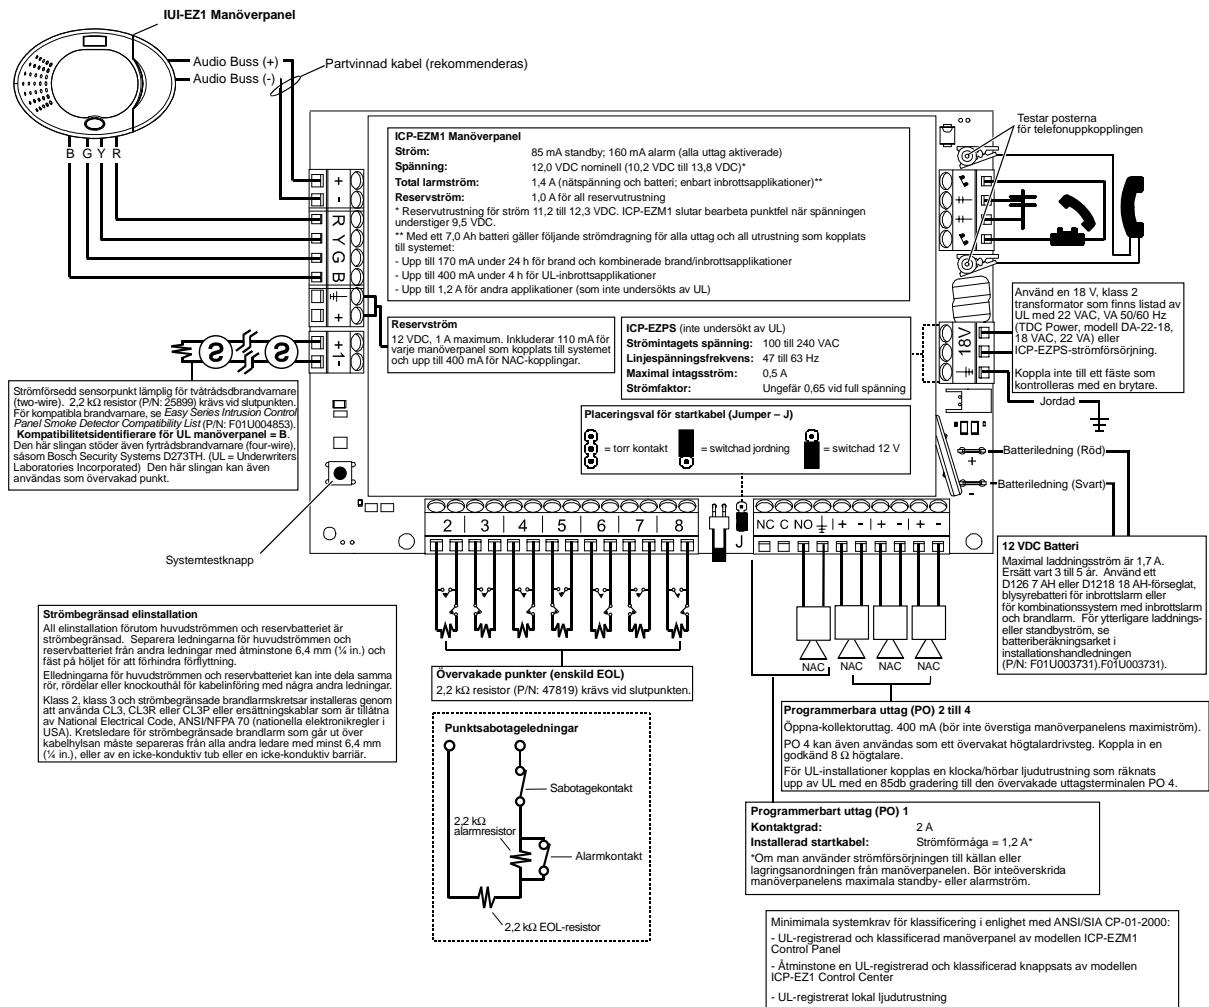 IUI-EZ1 Manöverpanel
Audio Buss (+)
Audio Buss (-)
Partvinnad kabel (rekommenderas)
B G Y R
+
-
R
Y
G
B
+
+
1
-
ICP-EZM1 Manöverpanel
Ström: 85 mA standby; 160 mA alarm (alla uttag aktiverade)
Spänning: 12,0 VDC nominell (10,2 VDC till 13,8 VDC)*
Total larmström: 1,4 A (nätspänning och batteri; enbart inbrottsapplikationer)**
Reservström: 1,0 A för all reservutrustning
* Reservutrustning för ström 11,2 till 12,3 VDC. ICP-EZM1 slutar bearbeta punktfel när spänningen
understiger 9,5 VDC.
** Med ett 7,0 Ah batteri gäller följande strömdragning för alla uttag och all utrustning som kopplats
till systemet:
- Upp till 170 mA under 24 h för brand och kombinerade brand/inbrottsapplikationer
- Upp till 400 mA under 4 h för UL-inbrottsapplikationer
- Upp till 1,2 A för andra applikationer (som inte undersökts av UL)
Testar posterna
för telefonuppkopplingen
Reservström
12 VDC, 1 A maximum. Inkluderar 110 mA för
varje manöverpanel som kopplats till systemet
och upp till 400 mA för NAC-kopplingar.
ICP-EZPS (inte undersökt av UL)
Strömintagets spänning: 100 till 240 VAC
Linjespänningsfrekvens: 47 till 63 Hz
Maximal intagsström: 0,5 A
Strömfaktor: Ungefär 0,65 vid full spänning
18V
Använd en 18 V, klass 2
transformator som finns listad av
UL med 22 VAC, VA 50/60 Hz
(TDC Power, modell DA-22-18,
18 VAC, 22 VA) eller
ICP-EZPS-strömförsörjning.
Koppla inte till ett fäste som
kontrolleras med en brytare.
Jordad
Strömförsedd sensorpunkt lämplig för tvåtrådsdbrandvarnare
(two-wire). 2,2 kΩ resistor (P/N: 25899) krävs vid slutpunkten.
För kompatibla brandvarnare, se Easy Series Intrusion Control
Panel Smoke Detector Compatibility List (P/N: F01U004853).
Kompatibilitetsidentifierare för UL manöverpanel = B.
Den här slingan stöder även fyrtrådsbrandvarnare (four-wire),
såsom Bosch Security Systems D273TH. (UL = Underwriters
Laboratories Incorporated) Den här slingan kan även
användas som övervakad punkt.
Placeringsval för startkabel (Jumper – J)
= torr kontakt = switchad jordning = switchad 12 V
Batteriledning (Röd)
+
Batteriledning (Svart)
-
2 3 4 5 6 7 8
J
NC C NO + - + - + -
Systemtestknapp
12 VDC Batteri
Maximal laddningsström är 1,7 A.
Ersätt vart 3 till 5 år. Använd ett
D126 7 AH eller D1218 18 AH-förseglat,
blysyrebatteri för inbrottslarm eller
för kombinationssystem med inbrottslarm
och brandlarm. För ytterligare laddnings-
eller standbyström, se
batteriberäkningsarket i
installationshandledningen
(P/N: F01U003731).F01U003731).
Strömbegränsad elinstallation
All elinstallation förutom huvudströmmen och reservbatteriet är
strömbegränsad. Separera ledningarna för huvudströmmen och
reservbatteriet från andra ledningar med åtminstone 6,4 mm (¼ in.) och
fäst på höljet för att förhindra förflyttning.
Elledningarna för huvudströmmen och reservbatteriet kan inte dela samma
rör, rördelar eller knockouthål för kabelinföring med några andra ledningar.
Klass 2, klass 3 och strömbegränsade brandlarmskretsar installeras genom
att använda CL3, CL3R eller CL3P eller ersättningskablar som är tillåtna
av National Electrical Code, ANSI/NFPA 70 (nationella elektronikregler i
USA). Kretsledare för strömbegränsade brandlarm som går ut över
kabelhylsan måste separeras från alla andra ledare med minst 6,4 mm
(¼ in.), eller av en icke-konduktiv tub eller en icke-konduktiv barriär.
Övervakade punkter (enskild EOL)
2,2 kΩ resistor (P/N: 47819) krävs vid slutpunkten.
NAC NAC NAC NAC
Programmerbara uttag (PO) 2 till 4
Öppna-kollektoruttag. 400 mA (bör inte överstiga manöverpanelens maximiström).
PO 4 kan även användas som ett övervakat högtalardrivsteg. Koppla in en
godkänd 8 Ω högtalare.
För UL-installationer kopplas en klocka/hörbar ljudutrustning som räknats
upp av UL med en 85db gradering till den övervakade uttagsterminalen PO 4.
Punktsabotageledningar
Sabotagekontakt
2,2 kΩ
alarmresistor
Alarmkontakt
2,2 kΩ EOL-resistor
Programmerbart uttag (PO) 1
Kontaktgrad: 2 A
Installerad startkabel: Strömförmåga = 1,2 A*
*Om man använder strömförsörjningen till källan eller
lagringsanordningen från manöverpanelen. Bör inteöverskrida
manöverpanelens maximala standby- eller alarmström.
Minimimala systemkrav för klassificering i enlighet med ANSI/SIA CP-01-2000:
- UL-registrerad och klassificerad manöverpanel av modellen ICP-EZM1
Control Panel
- Åtminstone en UL-registrerad och klassificerad knappsats av modellen
ICP-EZ1 Control Center
- UL-registrerat lokal ljudutrustning